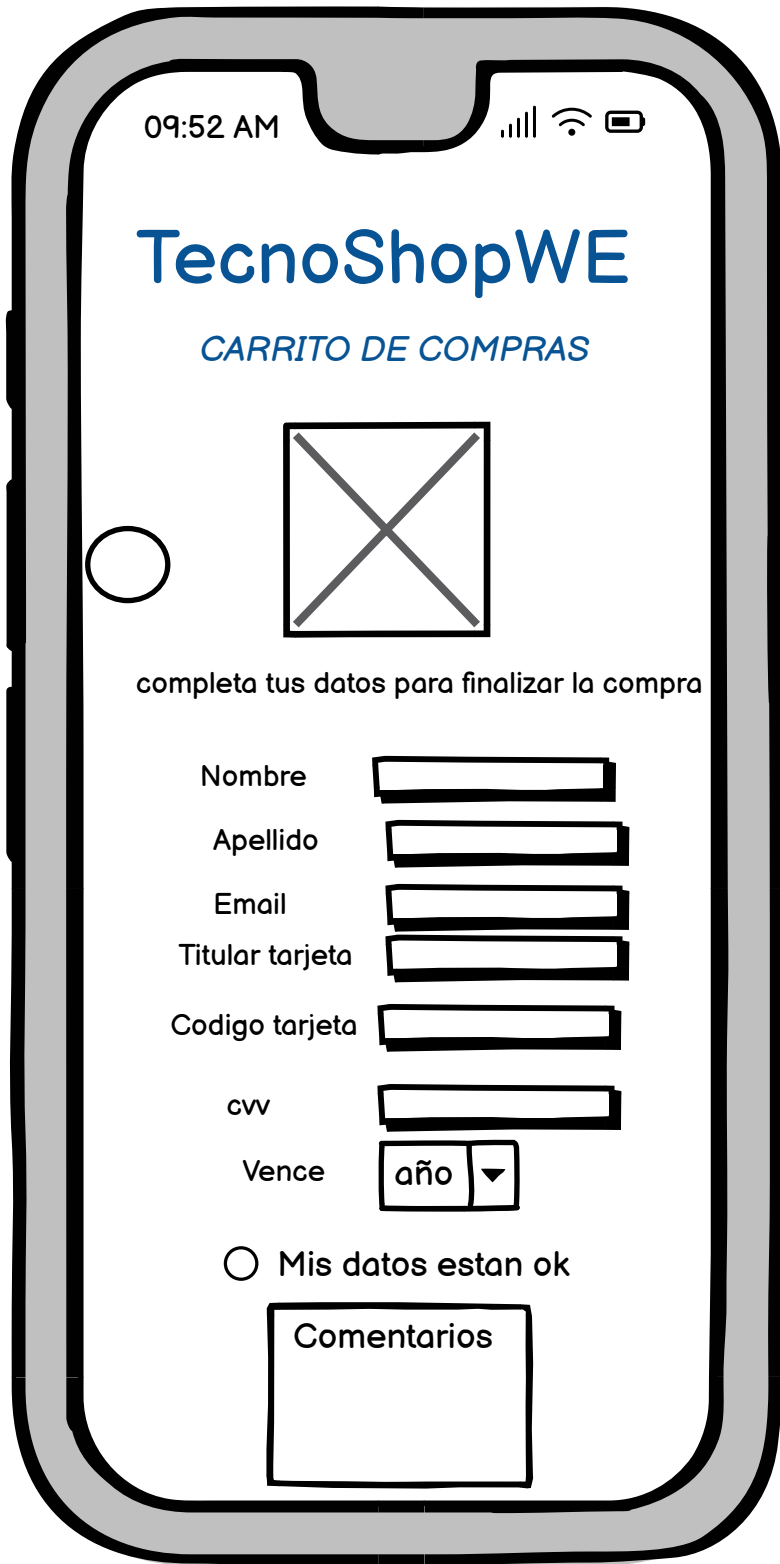 09:52 AM
TecnoShopWE
CARRITO DE COMPRAS
completa tus datos para finalizar la compra
Nombre
Apellido
Email
Titular tarjeta
Codigo tarjeta
cvv
Vence año
Mis datos estan ok
Comentarios